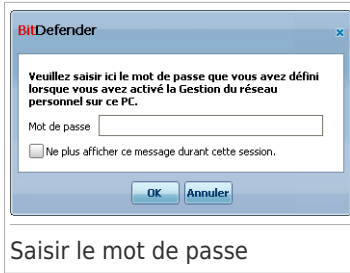 BitDefender
Veuillez saisir ici le mot de passe que vous avez défini
lorsque vous avez activé la Gestion du réseau
personnel sur ce PC.
Mot de passe
Ne plus afficher ce message durant cette session.
OK Annuler
Saisir le mot de passe